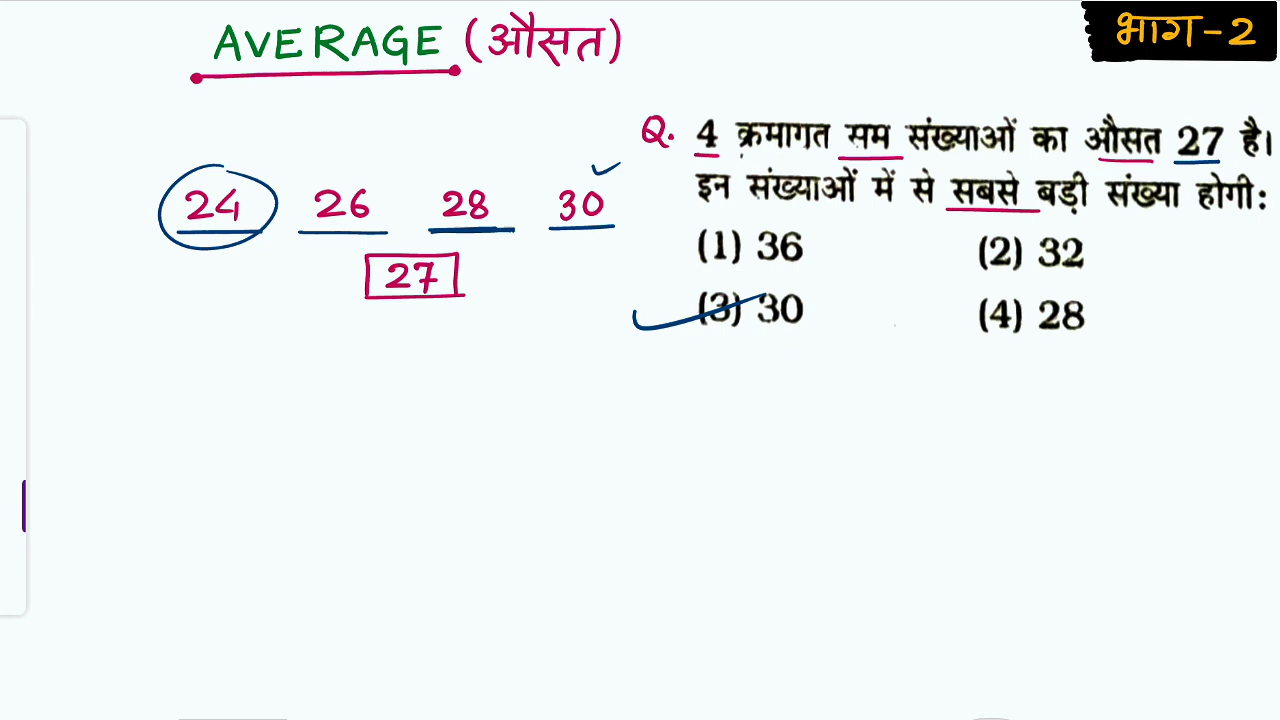 AVERAGE (औसत)
भाग-2
Q. 4 क्रमागत सम संख्याओं का औसत 27 है।
इन संख्याओं में से सबसे बड़ी संख्या होगी:
(1) 36 (2) 32
(3) 30 (4) 28
24 26 28 30
27